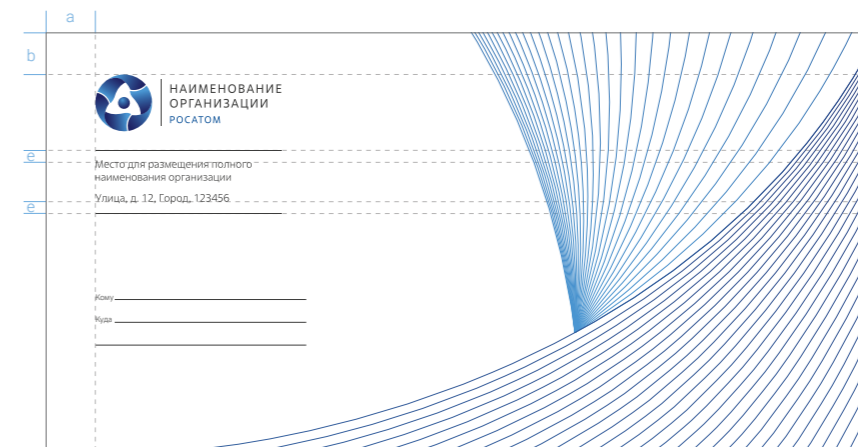 a
b
НАИМЕНОВАНИЕ
ОРГАНИЗАЦИИ
РОСАТОМ
e
Место для размещения полного
наименования организации
Улица, д. 12, Город, 123456
e
Кому
Куда